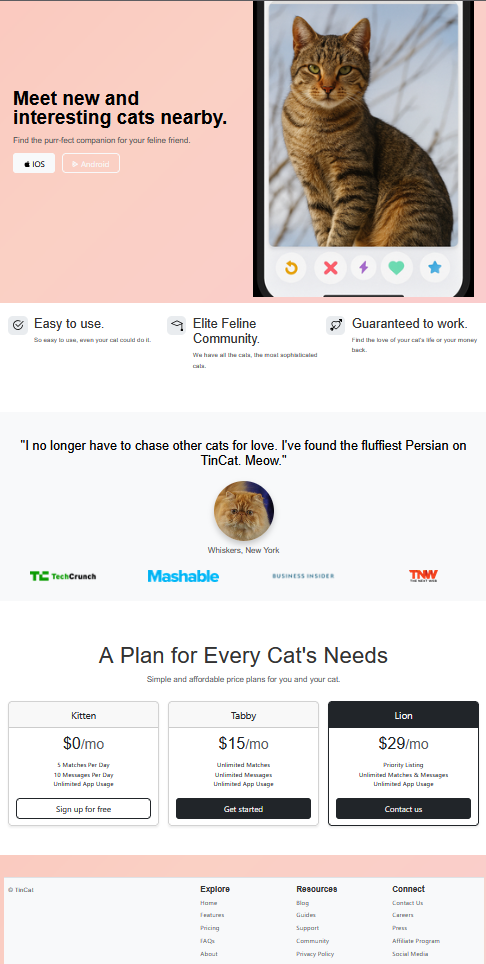 Meet new and
interesting cats nearby.
Find the purr-fect companion for your feline friend.
IOS
Android
Easy to use.
So easy to use, even your cat could do it.
Elite Feline
Community.
We have all the cats, the most sophisticated
cats.
Guaranteed to work.
Find the love of your cat's life or your money
back.
"I no longer have to chase other cats for love. I've found the fluffiest Persian on
TinCat. Meow."
Whiskers, New York
TC TechCrunch
Mashable
BUSINESS INSIDER
TNW
THE NEXT WEB
A Plan for Every Cat's Needs
Simple and affordable price plans for you and your cat.
Kitten
$0/mo
5 Matches Per Day
10 Messages Per Day
Unlimited App Usage
Sign up for free
Tabby
$15/mo
Unlimited Matches
Unlimited Messages
Unlimited App Usage
Get started
Lion
$29/mo
Priority Listing
Unlimited Matches & Messages
Unlimited App Usage
Contact us
© TinCat
Explore
Home
Features
Pricing
FAQs
About
Resources
Blog
Guides
Support
Community
Privacy Policy
Connect
Contact Us
Careers
Press
Affiliate Program
Social Media